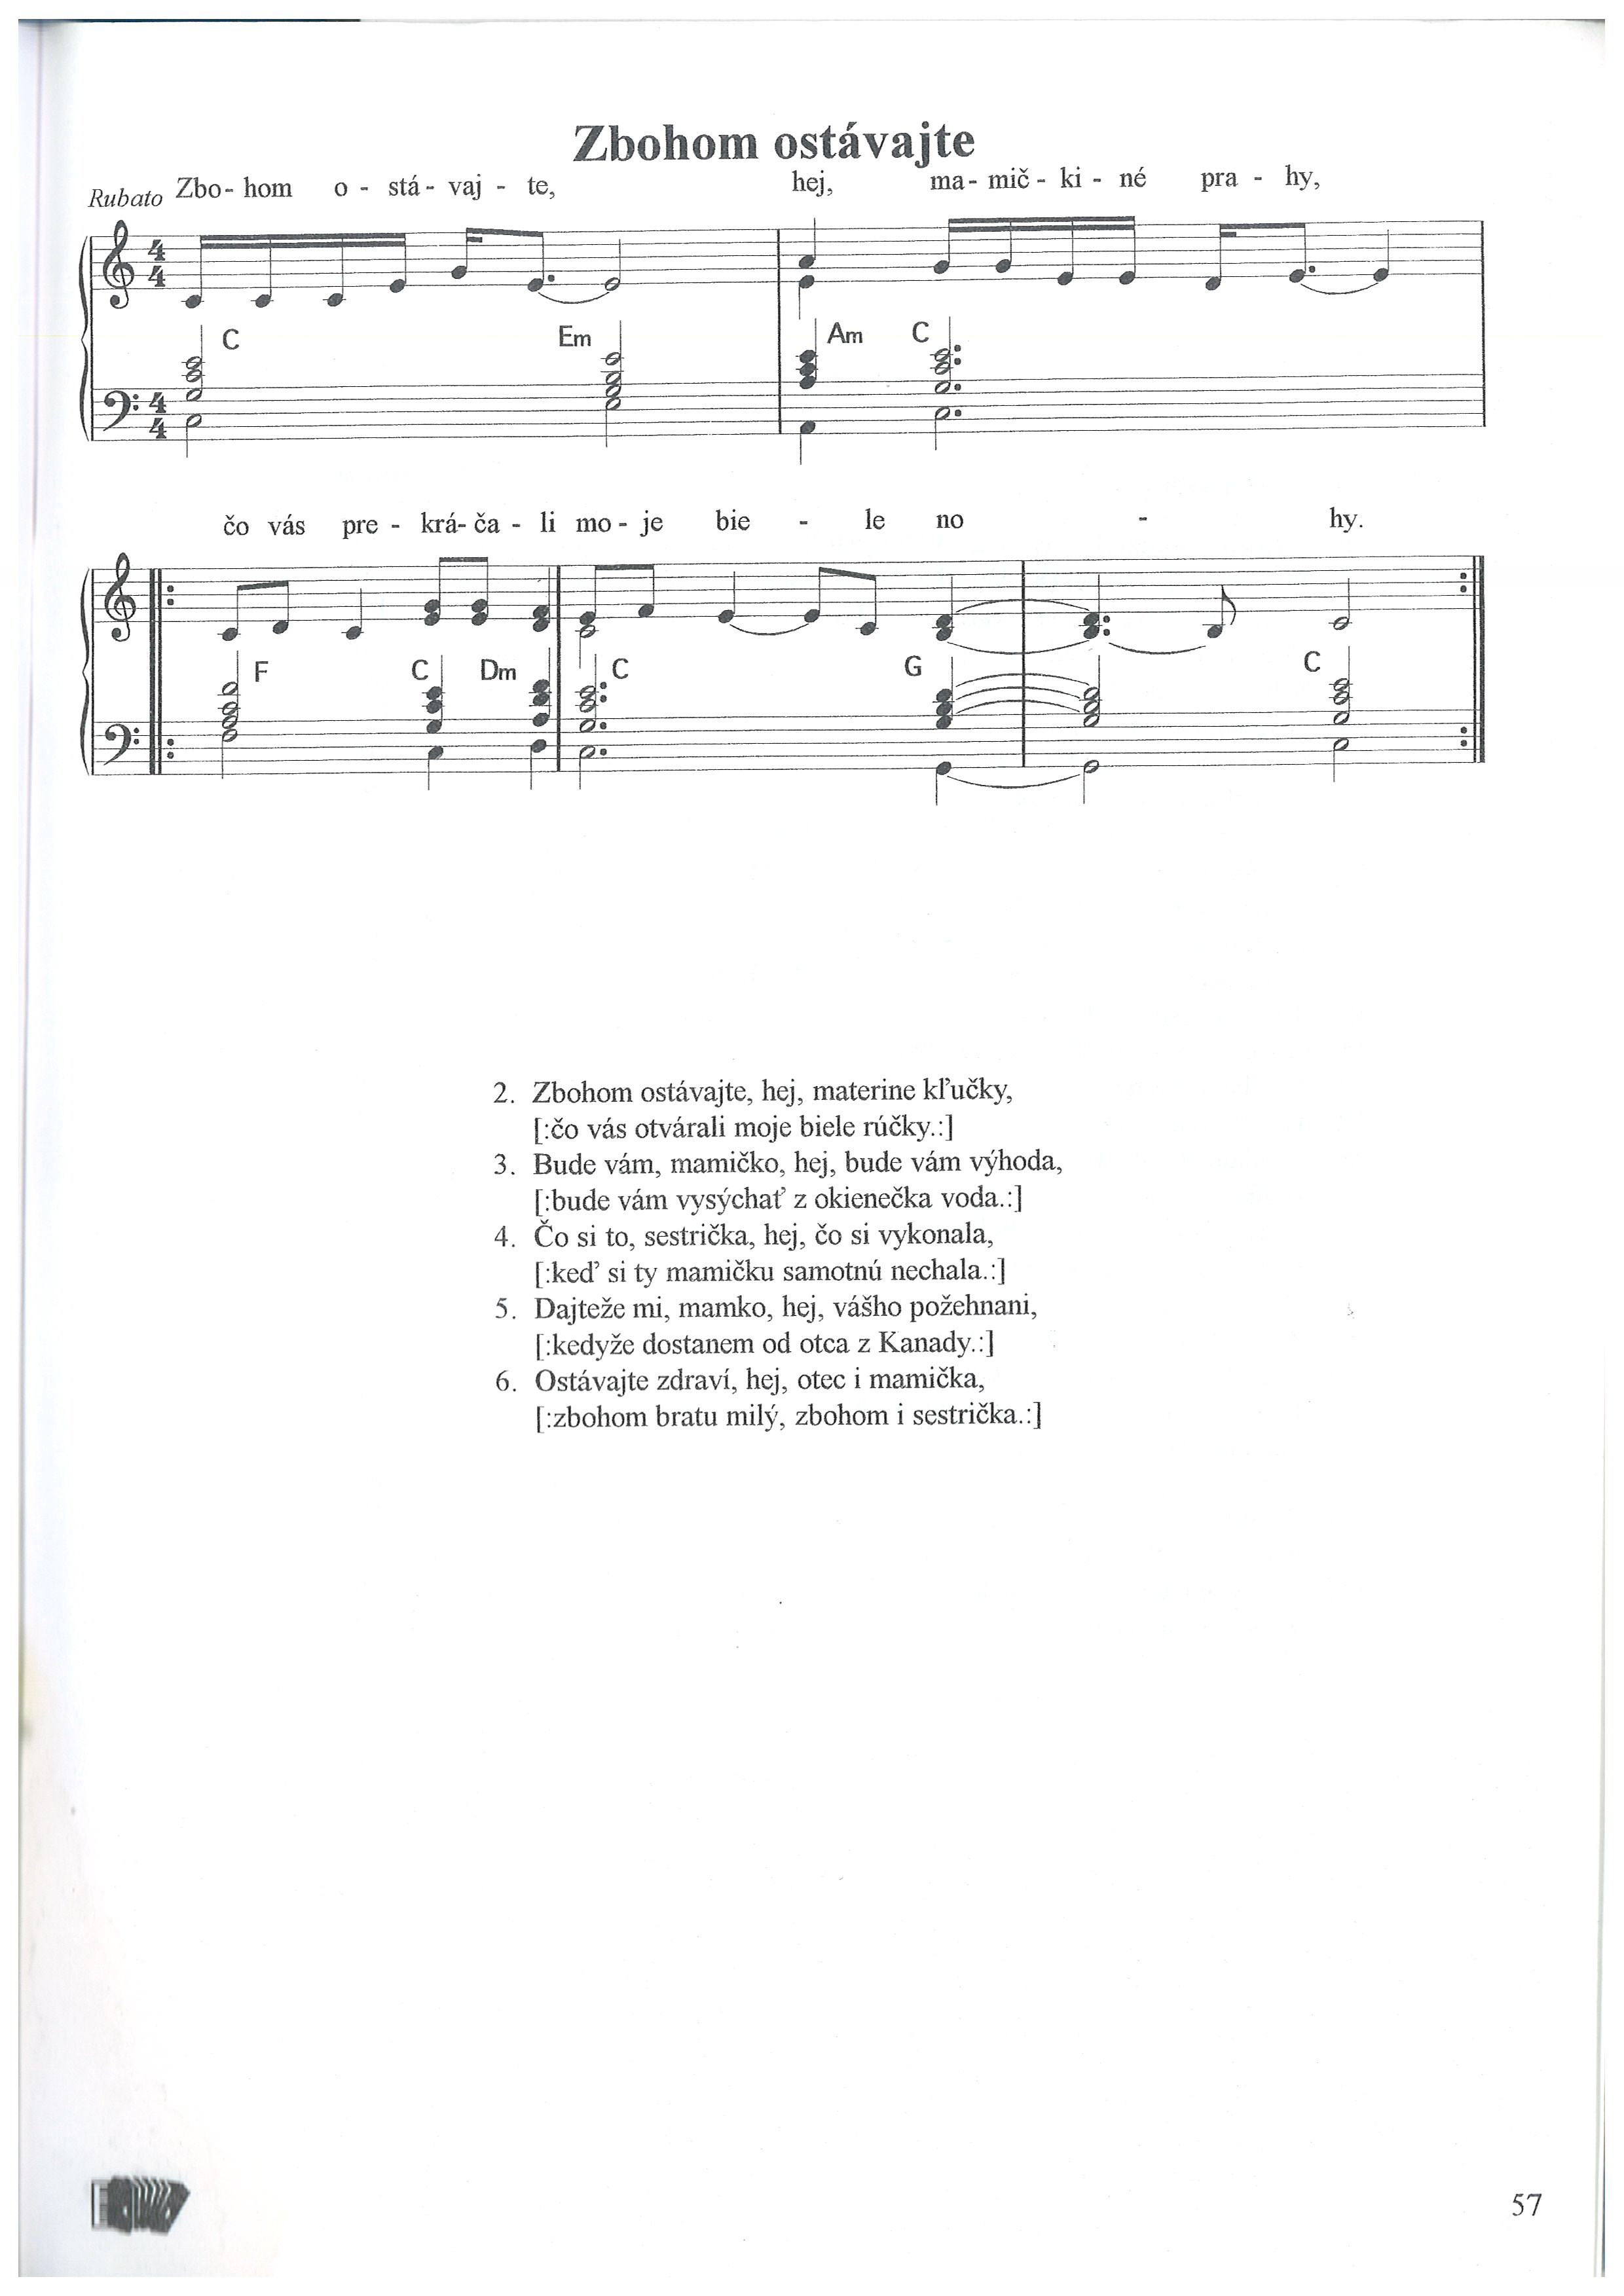 Zbohom ostávajte
Rubato Zbo- hom o - stá- vaj - te, hej, ma- mič - ki - né pra - hy,
4 4
C Em Am C
4 4
čo vás pre - krá- ča - li mo - je bie - le no - hy.
F C Dm C G C
2. Zbohom ostávajte, hej, materine kľučky,
[:čo vás otvárali moje biele rúčky.:]
3. Bude vám, mamičko, hej, bude vám výhoda,
[:bude vám vysýchať z okienečka voda.:]
4. Čo si to, sestrička, hej, čo si vykonala,
[:keď si ty mamičku samotnú nechala.:]
5. Dajteže mi, mamko, hej, vášho požehnani,
[:kedyže dostanem od otca z Kanady.:]
6. Ostávajte zdraví, hej, otec i mamička,
[:zbohom bratu milý, zbohom i sestrička.:]
57